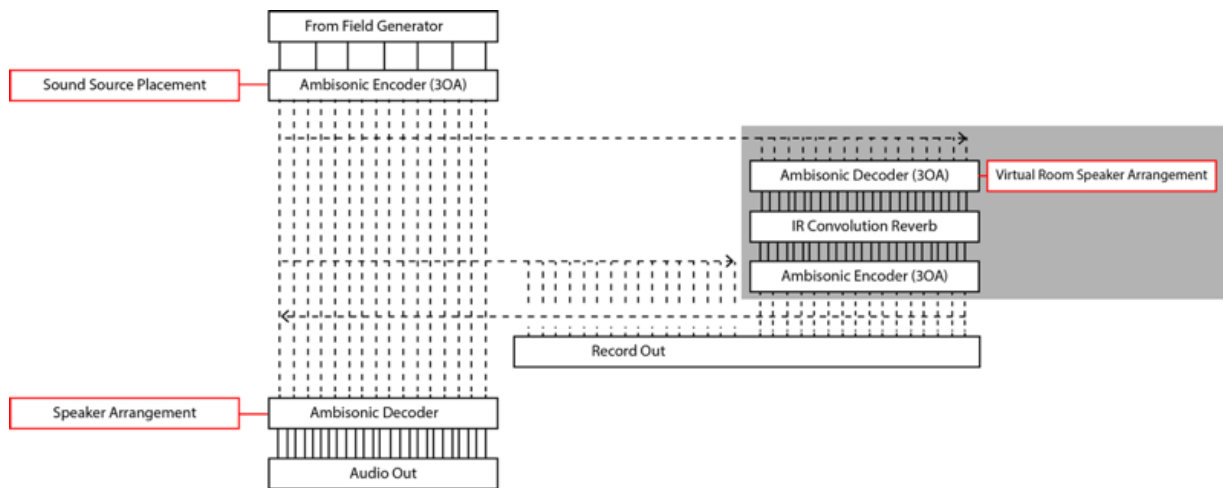 From Field Generator
Sound Source Placement
Ambisonic Encoder (3OA)
Ambisonic Decoder (3OA)
Virtual Room Speaker Arrangement
IR Convolution Reverb
Ambisonic Encoder (3OA)
Record Out
Speaker Arrangement
Ambisonic Decoder
Audio Out